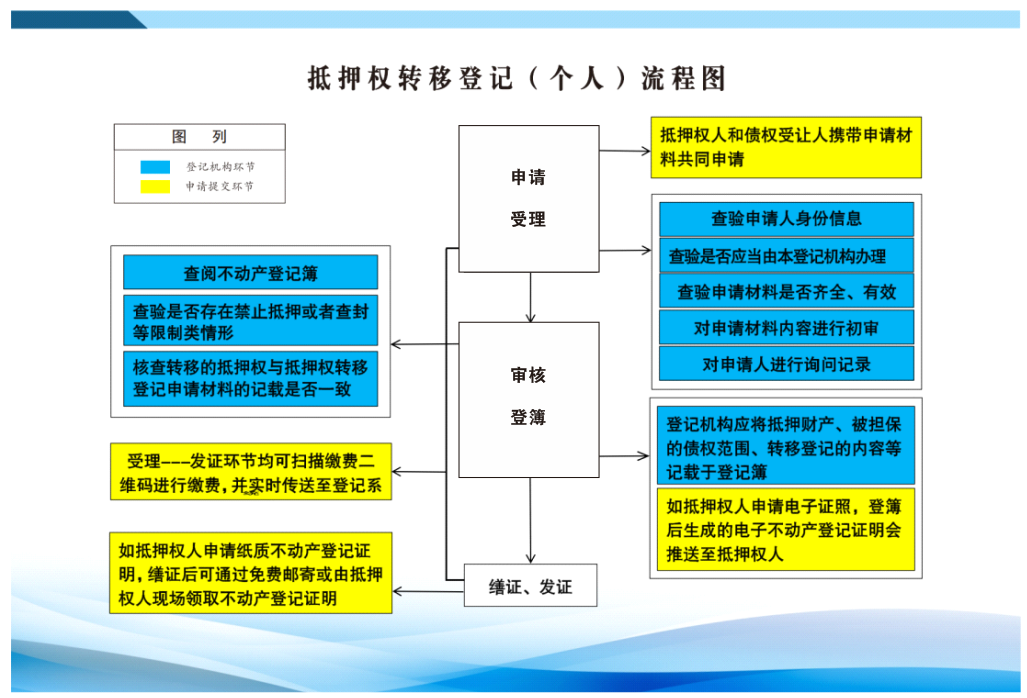 抵押权转移登记（个人）流程图
图 列
登记机构环节
申请提交环节
申请
受理
抵押权人和债权受让人携带申请材
料共同申请
查验申请人身份信息
查验是否应当由本登记机构办理
查验申请材料是否齐全、有效
对申请材料内容进行初审
对申请人进行询问记录
查阅不动产登记簿
查验是否存在禁止抵押或者查封
等限制类情形
核查转移的抵押权与抵押权转移
登记申请材料的记载是否一致
审核
登簿
登记机构应将抵押财产、被担保
的债权范围、转移登记的内容等
记载于登记簿
如抵押权人申请电子证照，登簿
后生成的电子不动产登记证明会
推送至抵押权人
受理---发证环节均可扫描缴费二
维码进行缴费，并实时传送至登记系
如抵押权人申请纸质不动产登记证
明，缮证后可通过免费邮寄或由抵押
权人现场领取不动产登记证明
缮证、发证